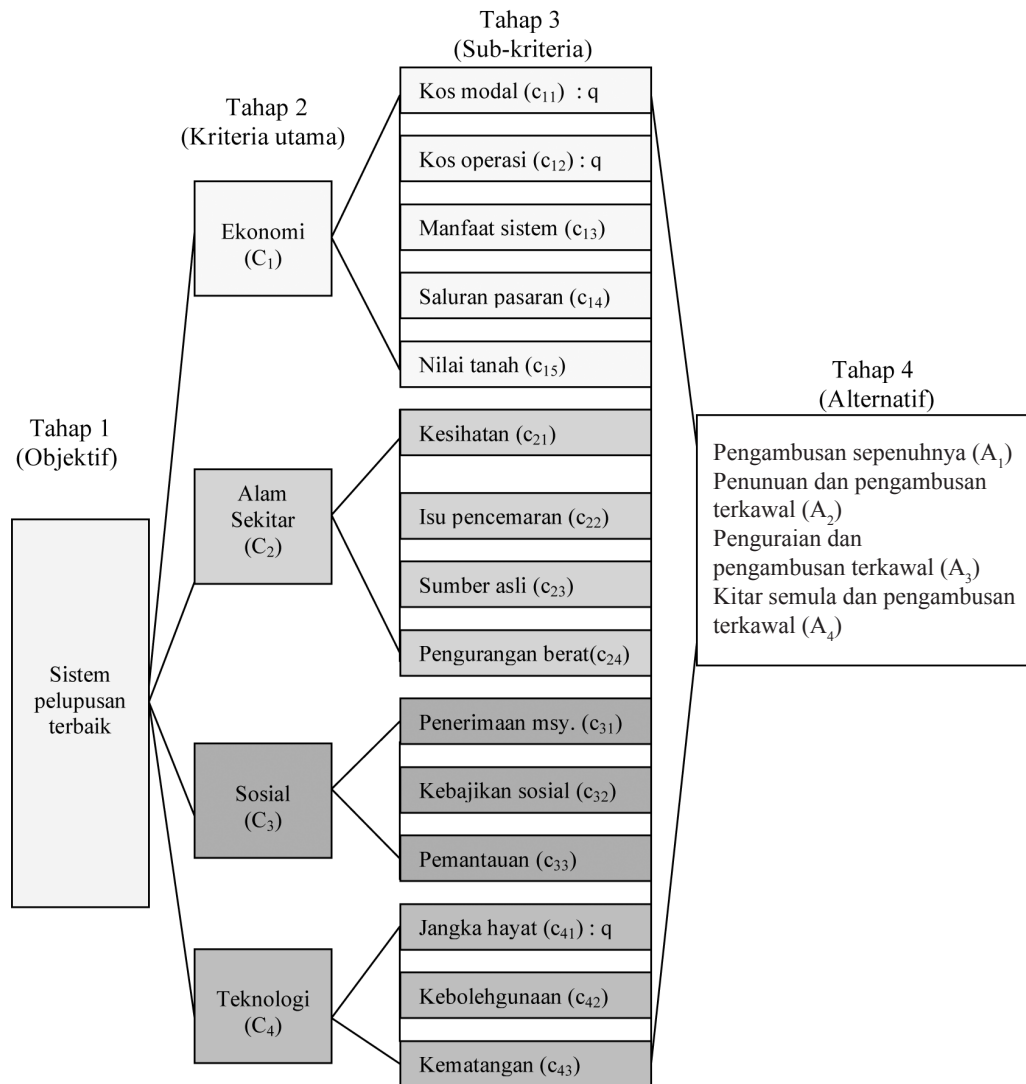 Tahap 1
(Objektif)
Sistem
pelupusan
terbaik
Tahap 2
(Kriteria utama)
Ekonomi
(C₁)
Alam
Sekitar
(C₂)
Sosial
(C₃)
Teknologi
(C₄)
Tahap 3
(Sub-kriteria)
Kos modal (c₁₁) : q
Kos operasi (c₁₂) : q
Manfaat sistem (c₁₃)
Saluran pasaran (c₁₄)
Nilai tanah (c₁₅)
Kesihatan (c₂₁)
Isu pencemaran (c₂₂)
Sumber asli (c₂₃)
Pengurangan berat(c₂₄)
Penerimaan msy. (c₃₁)
Kebajikan sosial (c₃₂)
Pemantauan (c₃₃)
Jangka hayat (c₄₁) : q
Kebolehgunaan (c₄₂)
Kematangan (c₄₃)
Tahap 4
(Alternatif)
Pengambusan sepenuhnya (A₁)
Penunuan dan pengambusan
terkawal (A₂)
Penguraian dan
pengambusan terkawal (A₃)
Kitar semula dan pengambusan
terkawal (A₄)